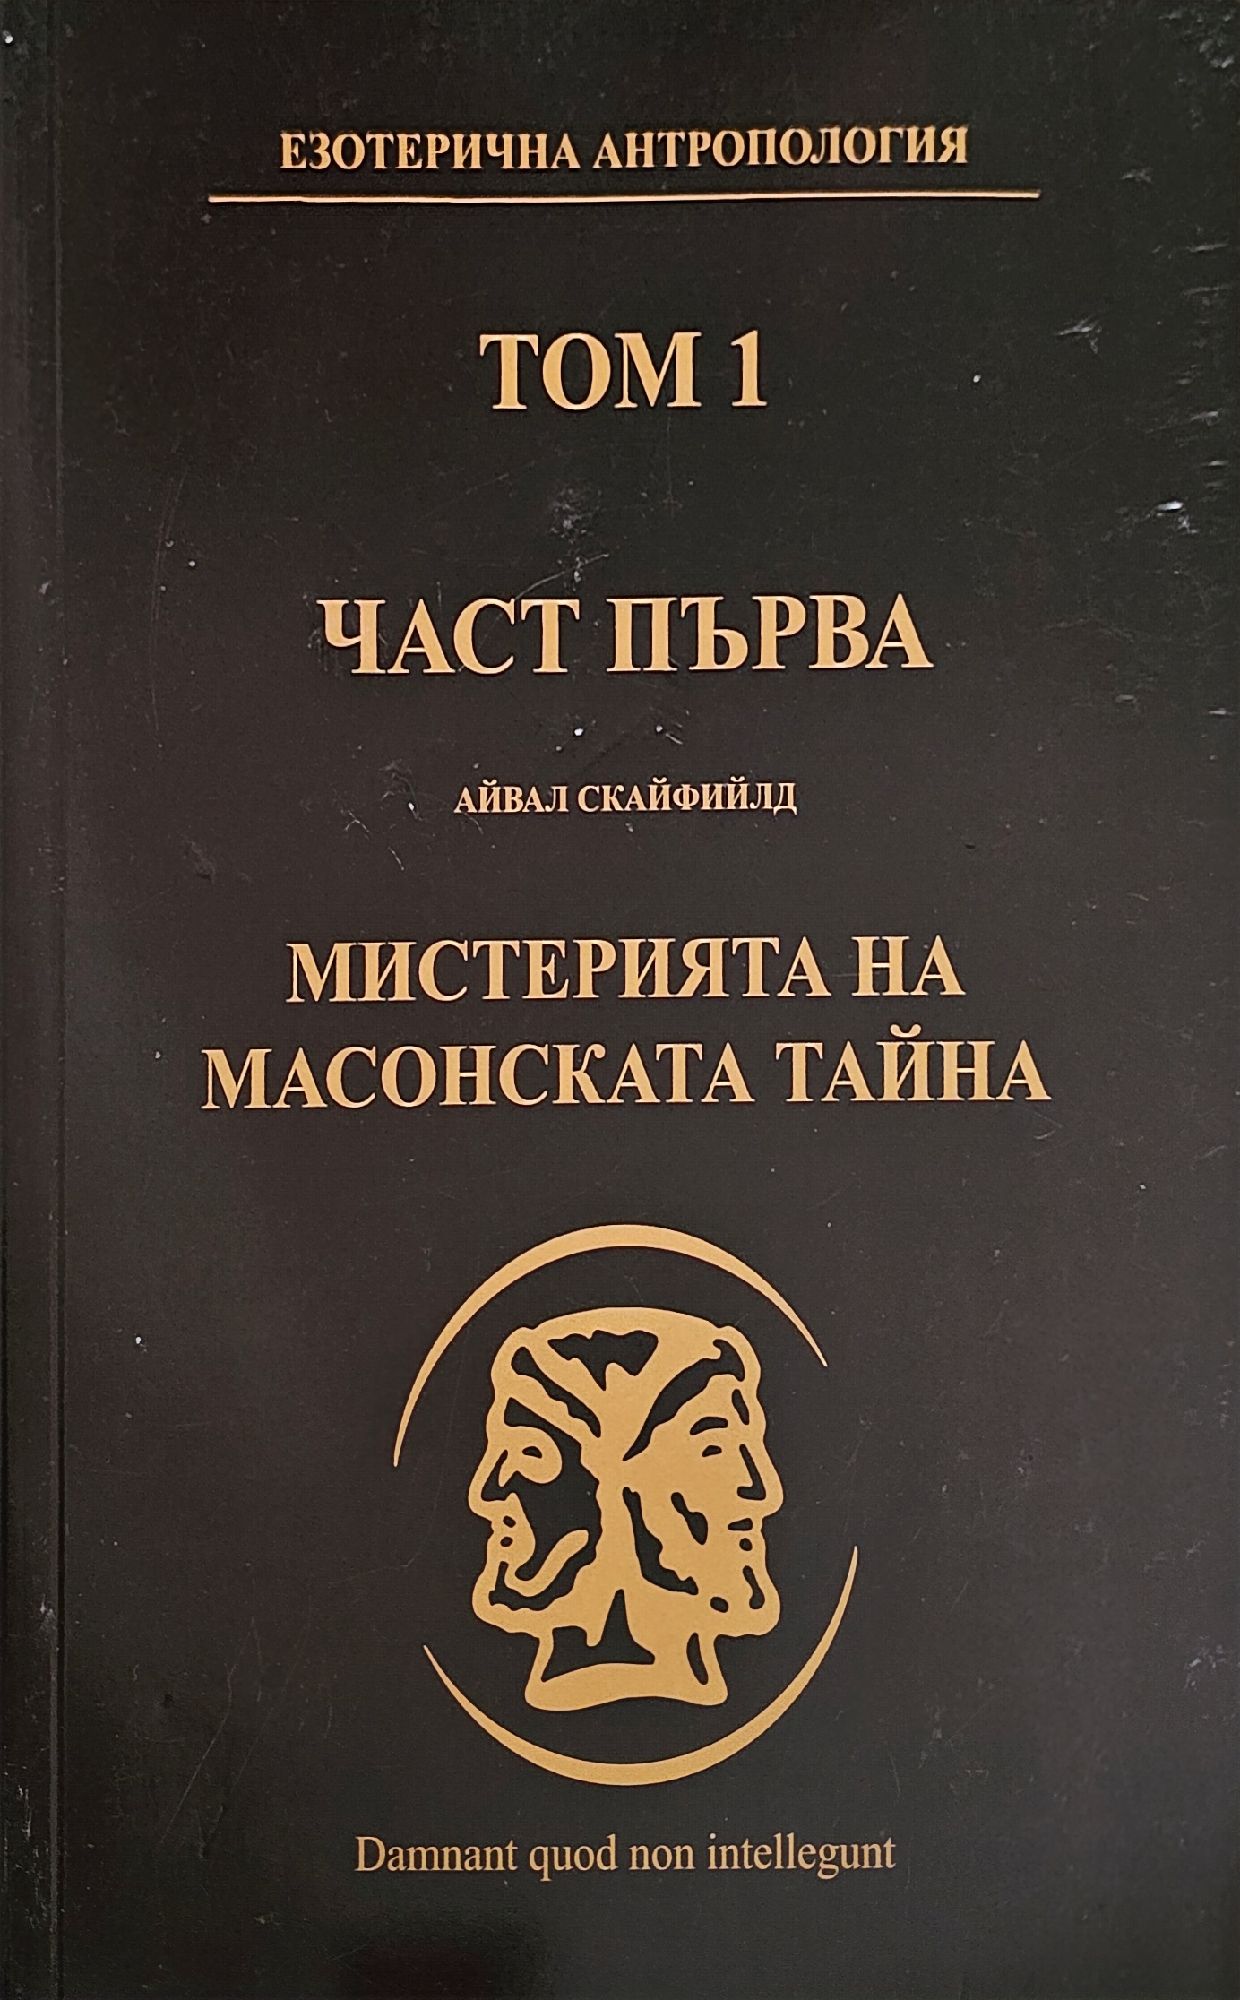 ЕЗОТЕРИЧНА АНТРОПОЛОГИЯ
ТОМ 1
ЧАСТ ПЪРВА
АЙВАЛ СКАЙФИЙЛД
МИСТЕРИЯТА НА
МАСОНСКАТА ТАЙНА
Damnant quod non intellegunt